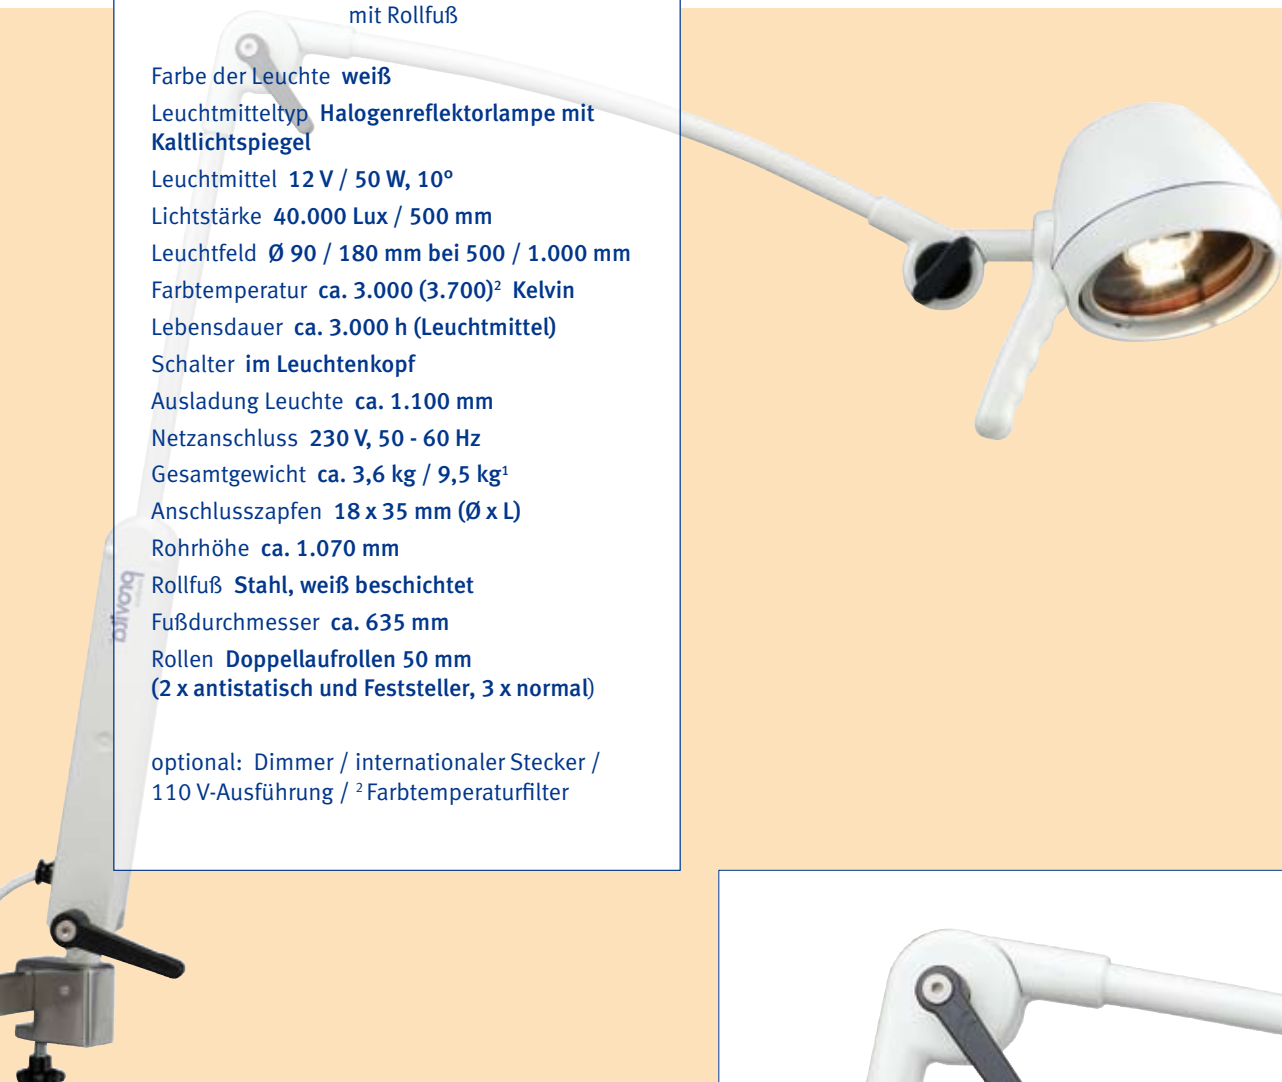 mit Rollfuß
Farbe der Leuchte weiß
Leuchtmitteltyp Halogenreflektorlampe mit
Kaltlichtspiegel
Leuchtmittel 12 V / 50 W, 10°
Lichtstärke 40.000 Lux / 500 mm
Leuchtfeld Ø 90 / 180 mm bei 500 / 1.000 mm
Farbtemperatur ca. 3.000 (3.700)² Kelvin
Lebensdauer ca. 3.000 h (Leuchtmittel)
Schalter im Leuchtenkopf
Ausladung Leuchte ca. 1.100 mm
Netzanschluss 230 V, 50 - 60 Hz
Gesamtgewicht ca. 3,6 kg / 9,5 kg¹
Anschlusszapfen 18 x 35 mm (Ø x L)
Rohrhöhe ca. 1.070 mm
Rollfuß Stahl, weiß beschichtet
Fußdurchmesser ca. 635 mm
Rollen Doppellaufrollen 50 mm
(2 x antistatisch und Feststeller, 3 x normal)
optional: Dimmer / internationaler Stecker /
110 V-Ausführung / ² Farbtemperaturfilter
provita